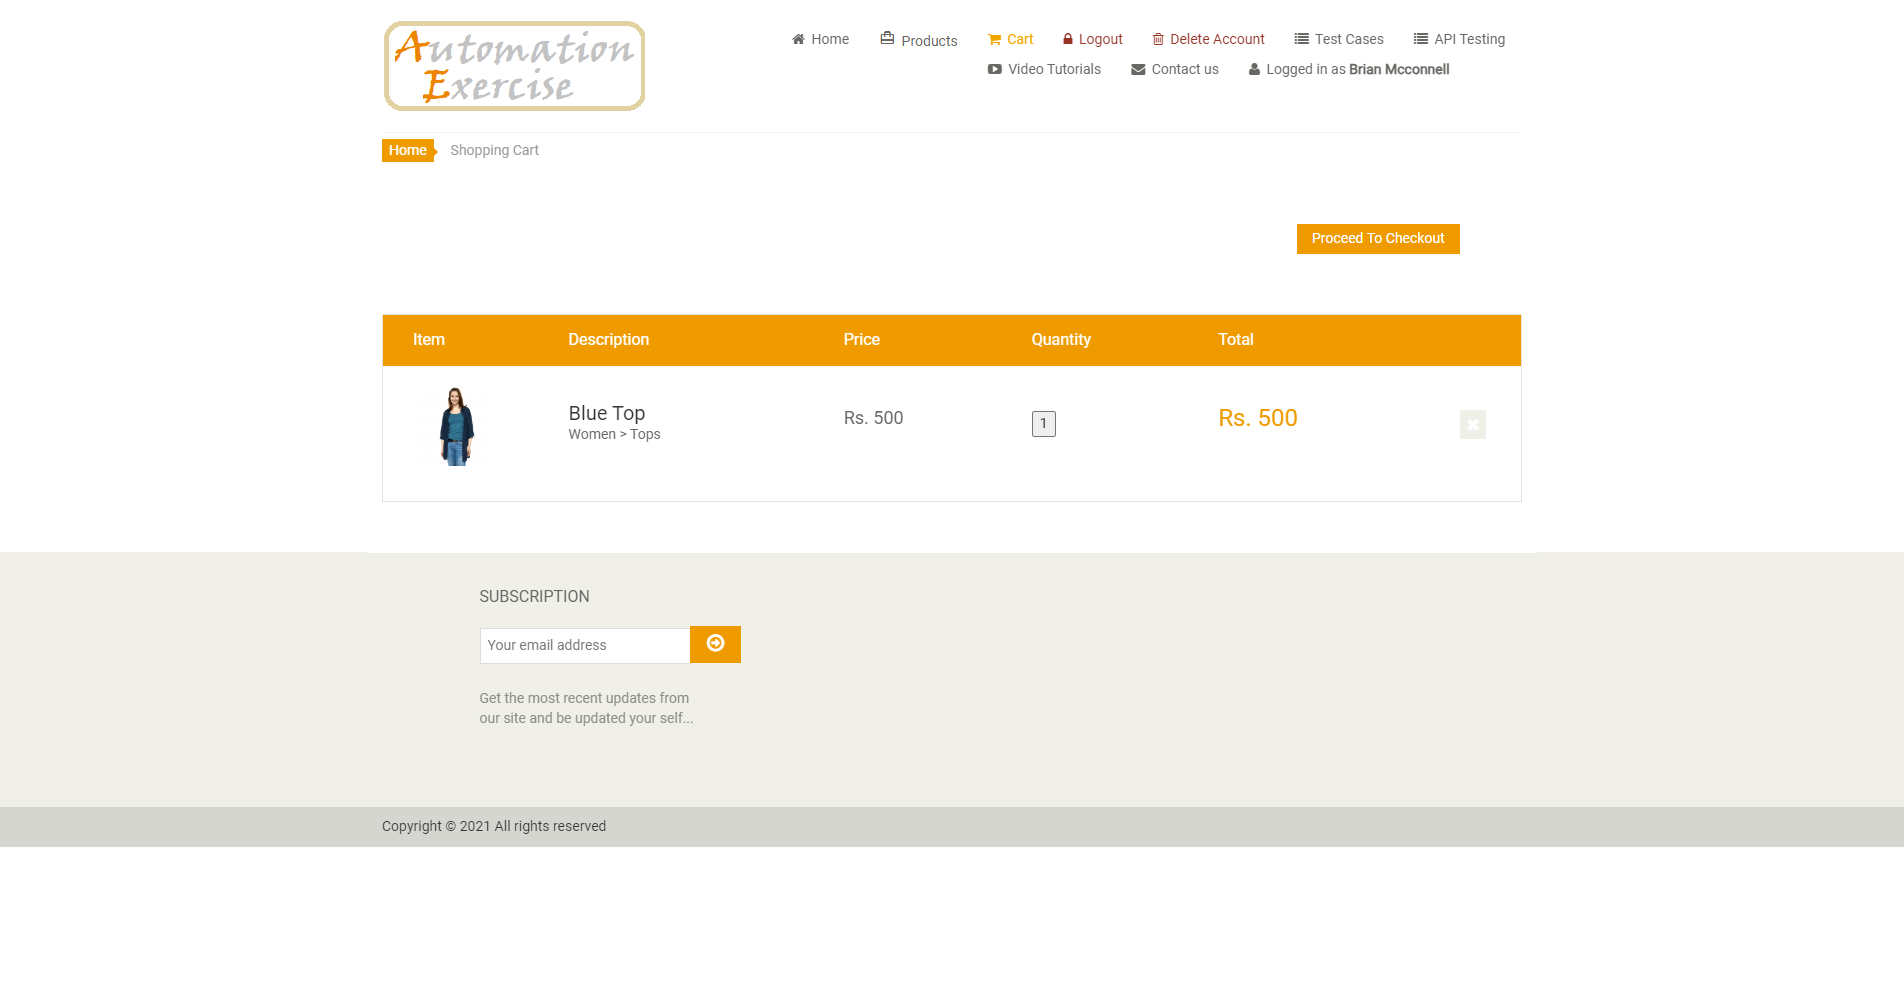 Automation
Exercise
Home
Products
Cart
Logout
Delete Account
Test Cases
API Testing
Video Tutorials
Contact us
Logged in as Brian Mcconnell
Home
Shopping Cart
Proceed To Checkout
Item Description Price Quantity Total
Blue Top
Women > Tops
Rs. 500
1
Rs. 500
SUBSCRIPTION
Your email address
Get the most recent updates from
our site and be updated your self...
Copyright © 2021 All rights reserved